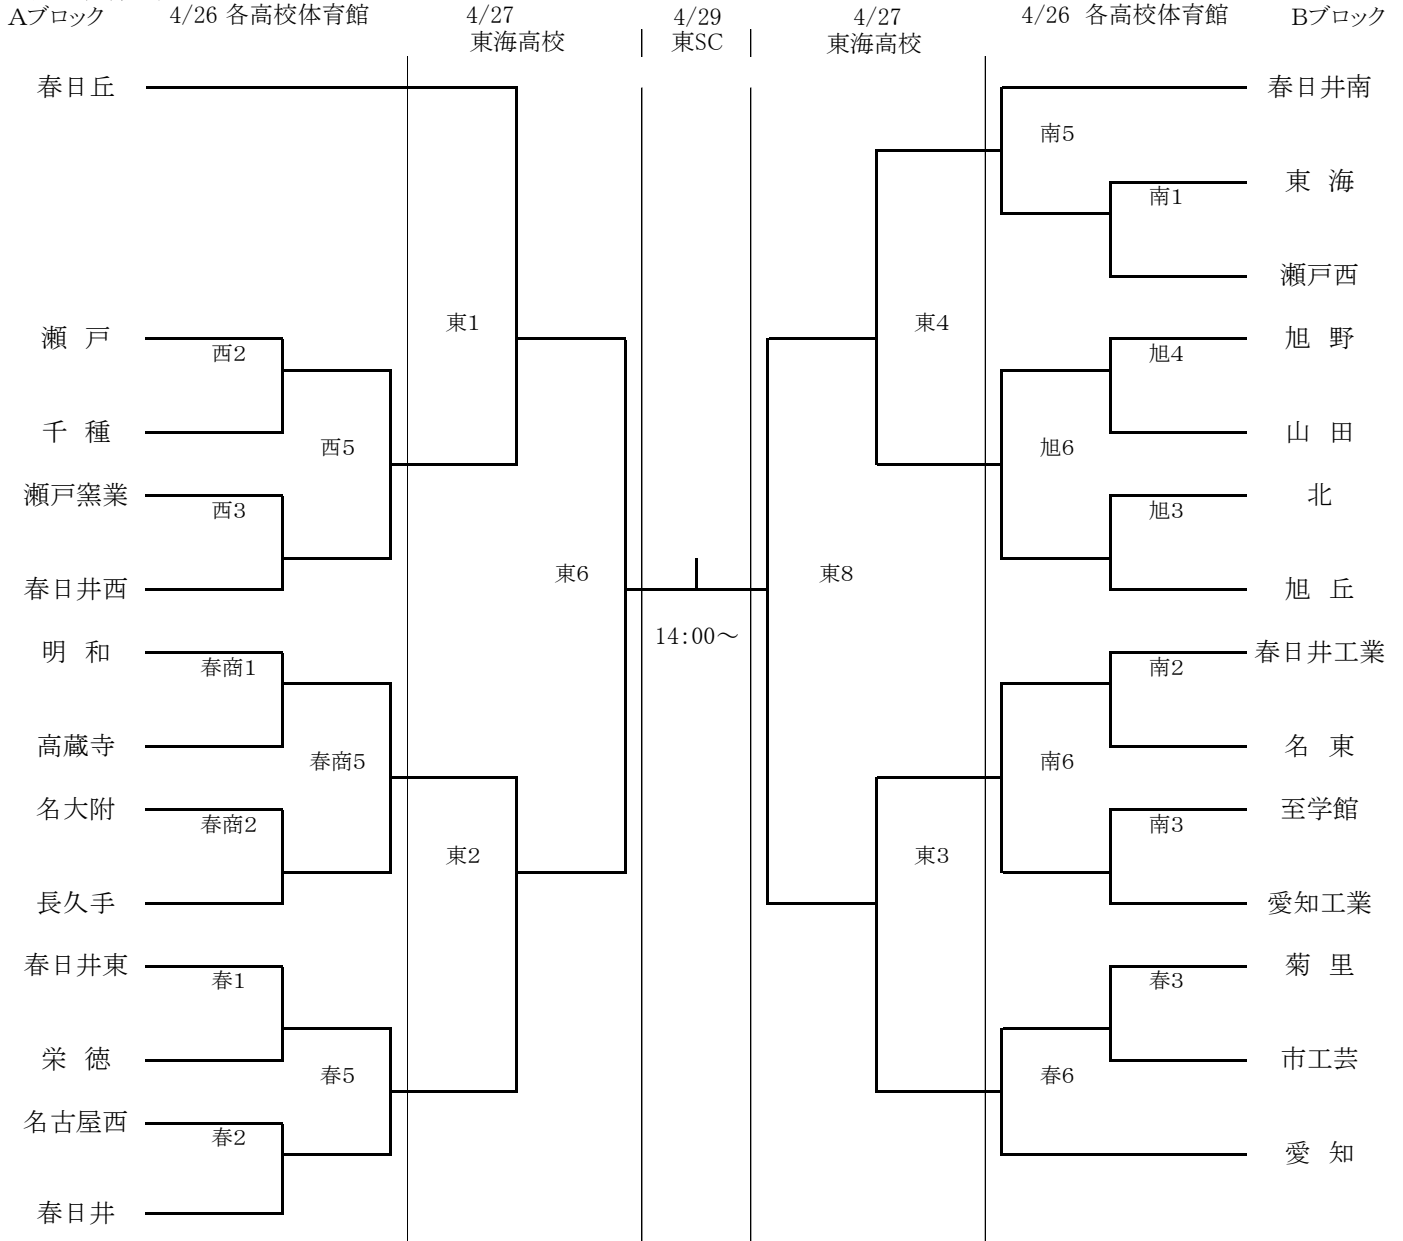 Aブロック 4/26 各高校体育館 4/27 4/29 4/27 4/26 各高校体育館 Bブロック
東海高校 東SC 東海高校
春日丘 春日井南
南5
東 海
南1
瀬戸西
東1 東4
瀬 戸 旭 野
西2 旭4
千 種 山 田
西5 旭6
瀬戸窯業 北
西3 旭3
東6 東8
春日井西 旭 丘
14:00～
明 和 春日井工業
春商1 南2
高蔵寺 名 東
春商5 南6
名大附 至学館
春商2 南3
東2 東3
長久手 愛知工業
春日井東 菊 里
春1 春3
栄 徳 市工芸
春5 春6
名古屋西
春2
愛 知
春日井